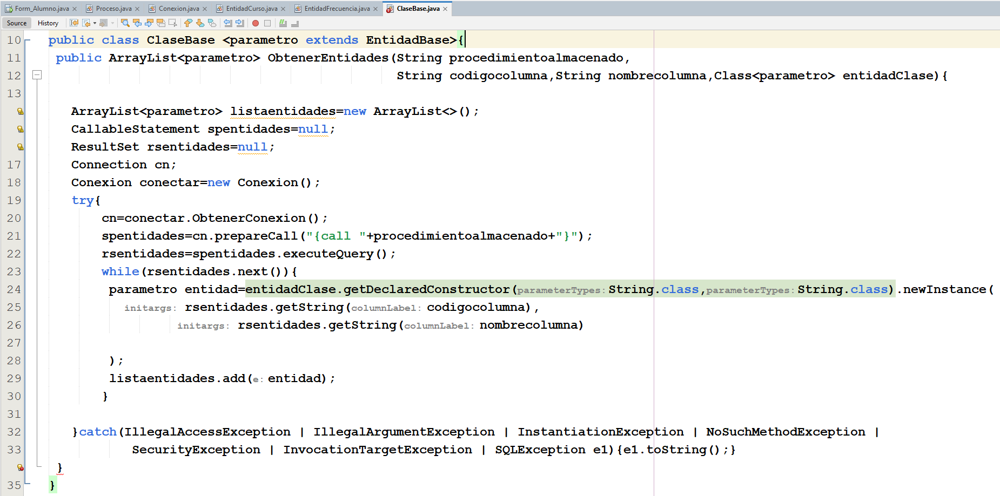 Form_Alumno.java Proceso.java Conexion.java EntidadCurso.java EntidadFrecuencia.java ClaseBase.java
Source History
10 public class ClaseBase <parametro extends EntidadBase>{
11 public ArrayList<parametro> ObtenerEntidades(String procedimientoalmacenado,
12 String codigocolumna,String nombrecolumna,Class<parametro> entidadClase){
13
ArrayList<parametro> listaentidades=new ArrayList<>();
CallableStatement spentidades=null;
ResultSet rsentidades=null;
17 Connection cn;
18 Conexion conectar=new Conexion();
19 try{
20 cn=conectar.ObtenerConexion();
21 spentidades=cn.prepareCall("{call "+procedimientoalmacenado+"}");
22 rsentidades=spentidades.executeQuery();
23 while(rsentidades.next()){
24 parametro entidad=entidadClase.getDeclaredConstructor(parameterTypes: String.class,parameterTypes: String.class).newInstance(
25 initargs: rsentidades.getString(columnLabel: codigocolumna),
26 initargs: rsentidades.getString(columnLabel: nombrecolumna)
27
28 );
29 listaentidades.add(e: entidad);
30 }
31
32 }catch(IllegalAccessException | IllegalArgumentException | InstantiationException | NoSuchMethodException |
33 SecurityException | InvocationTargetException | SQLException e1){e1.toString();}
}
35 }